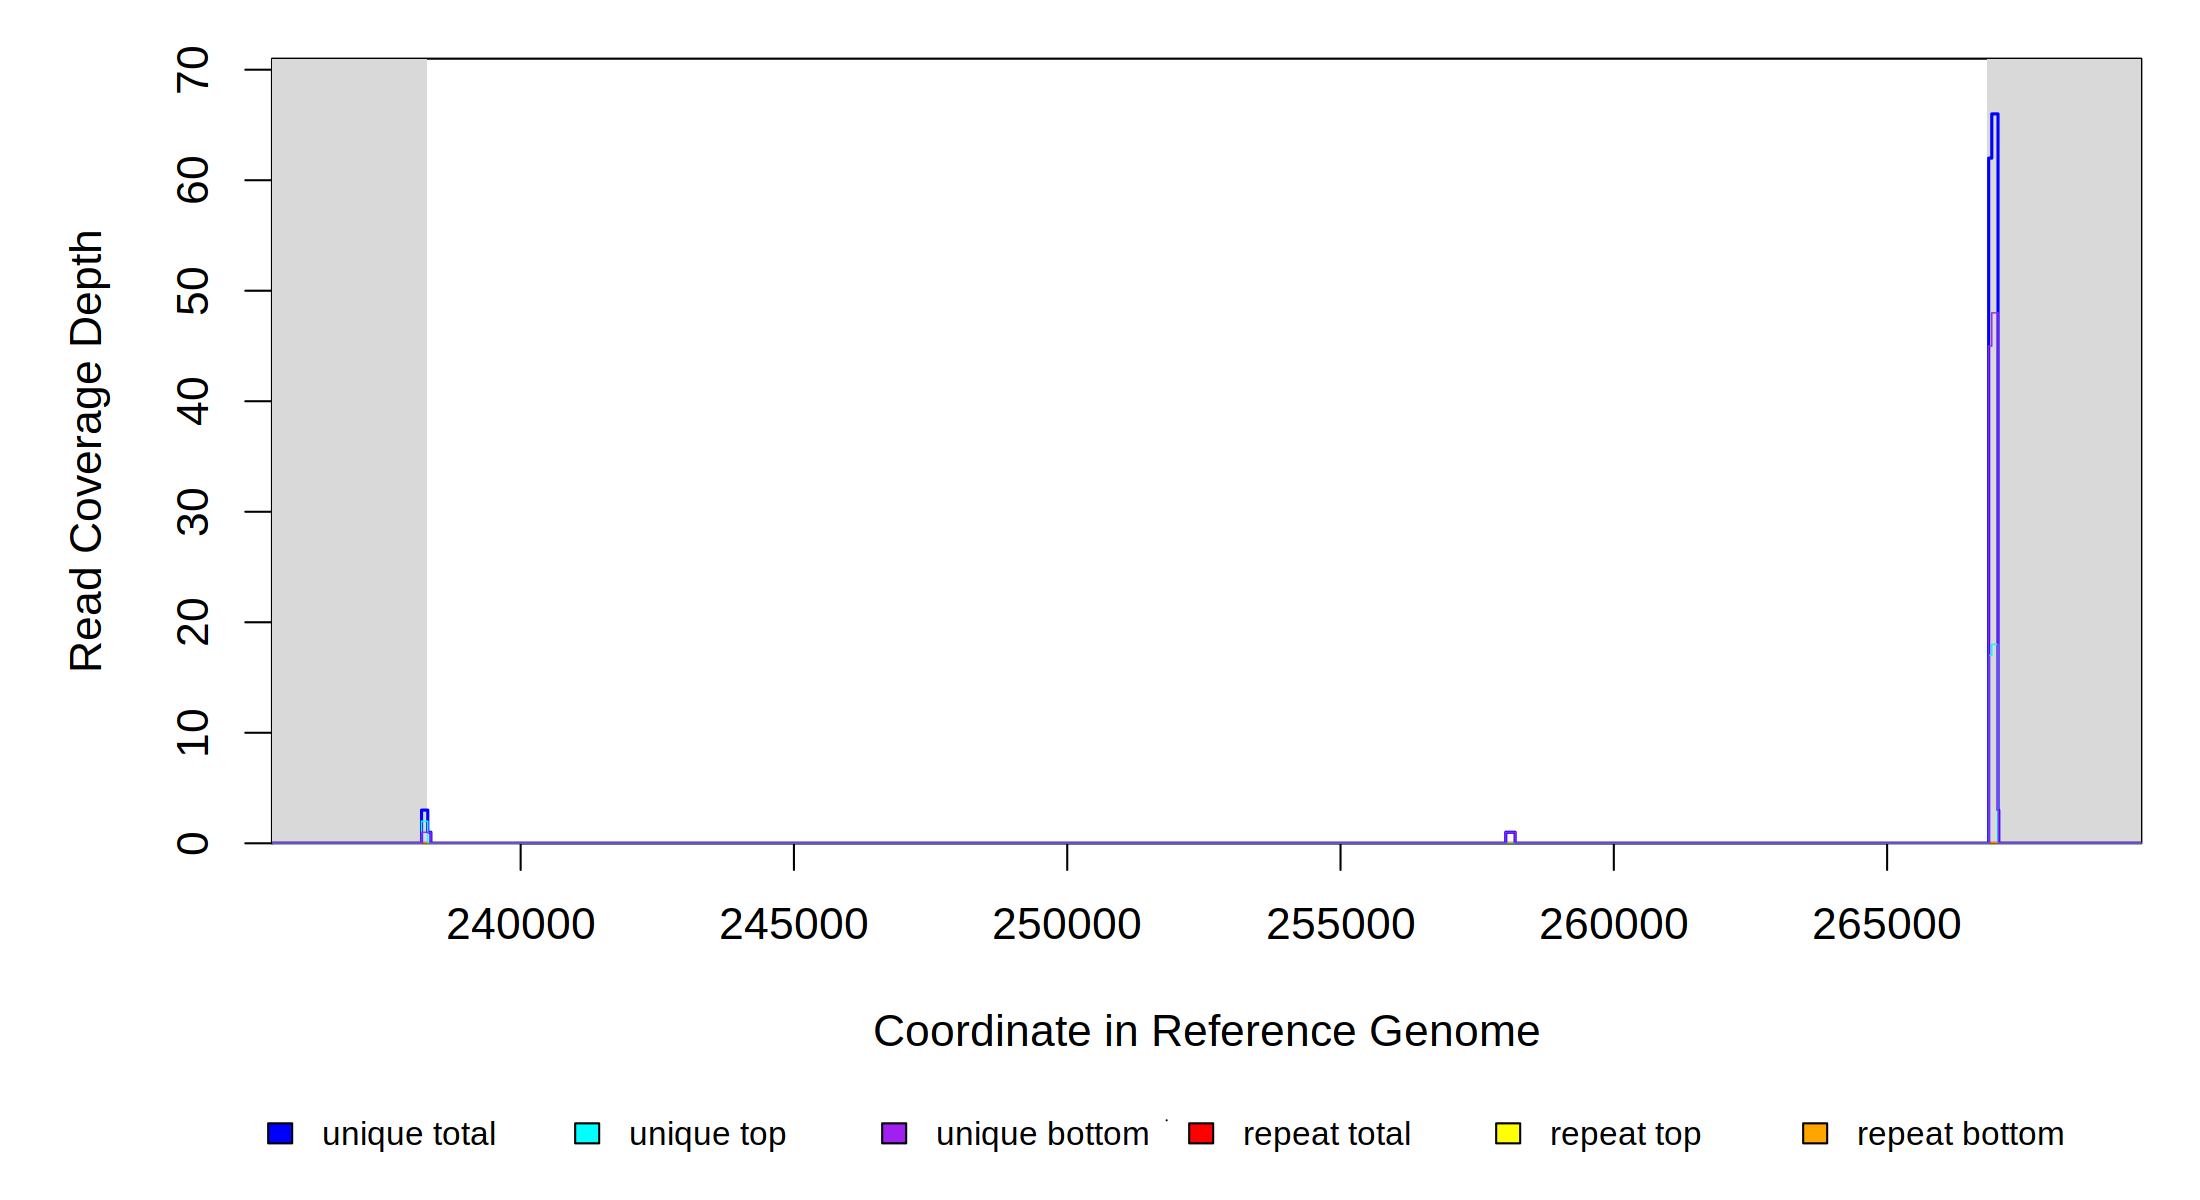 70
60
50
40
30
20
10
0
Read Coverage Depth
240000 245000 250000 255000 260000 265000
Coordinate in Reference Genome
unique total unique top unique bottom repeat total repeat top repeat bottom